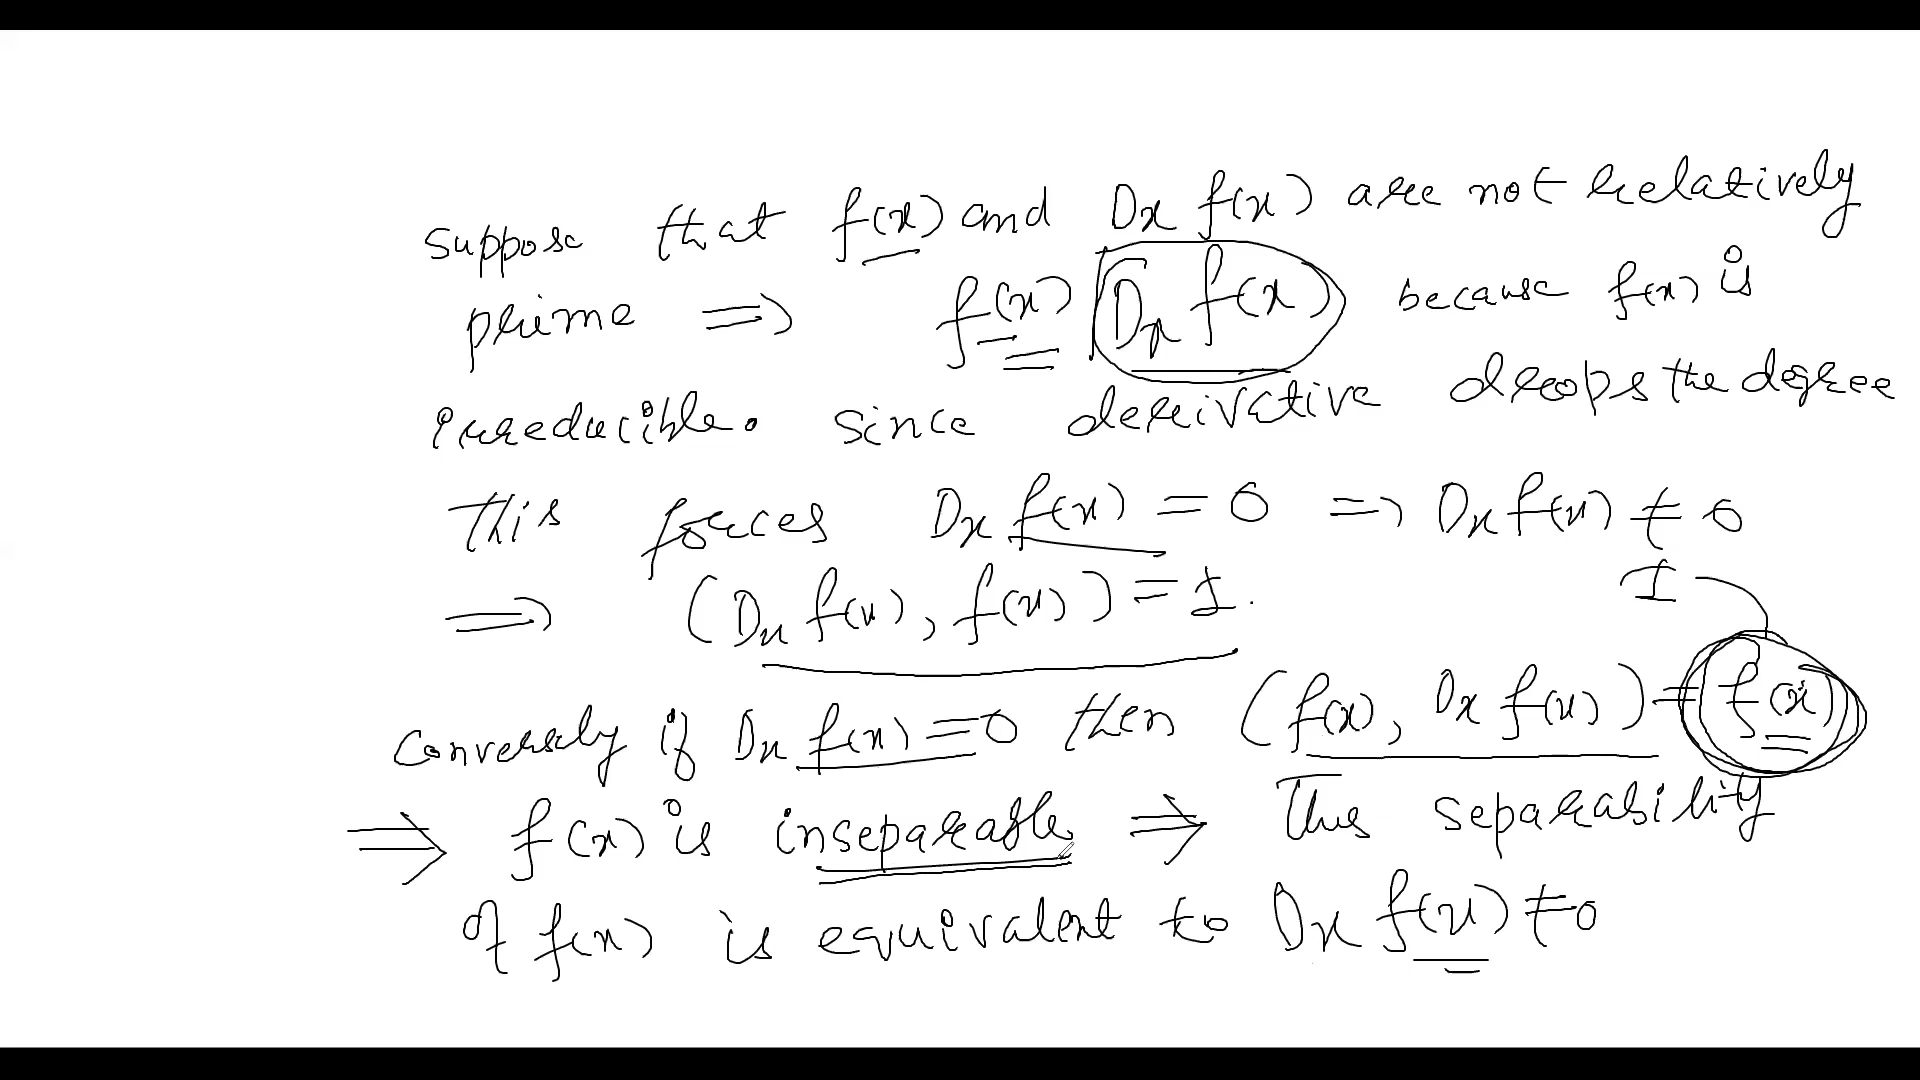 suppose that f(x) and Dx f(x) are not relatively
prime => f(x) | Dx f(x) because f(x) is
irreducible. since derivative drops the degree
this forces Dx f(x) = 0 => Dx f(x) ≠ 0
=> (Dx f(x), f(x)) = 1.
I
conversely if Dx f(x) = 0 then (f(x), Dx f(x)) = f(x)
=> f(x) is inseparable => Thus separability
of f(x) is equivalent to Dx f(x) ≠ 0